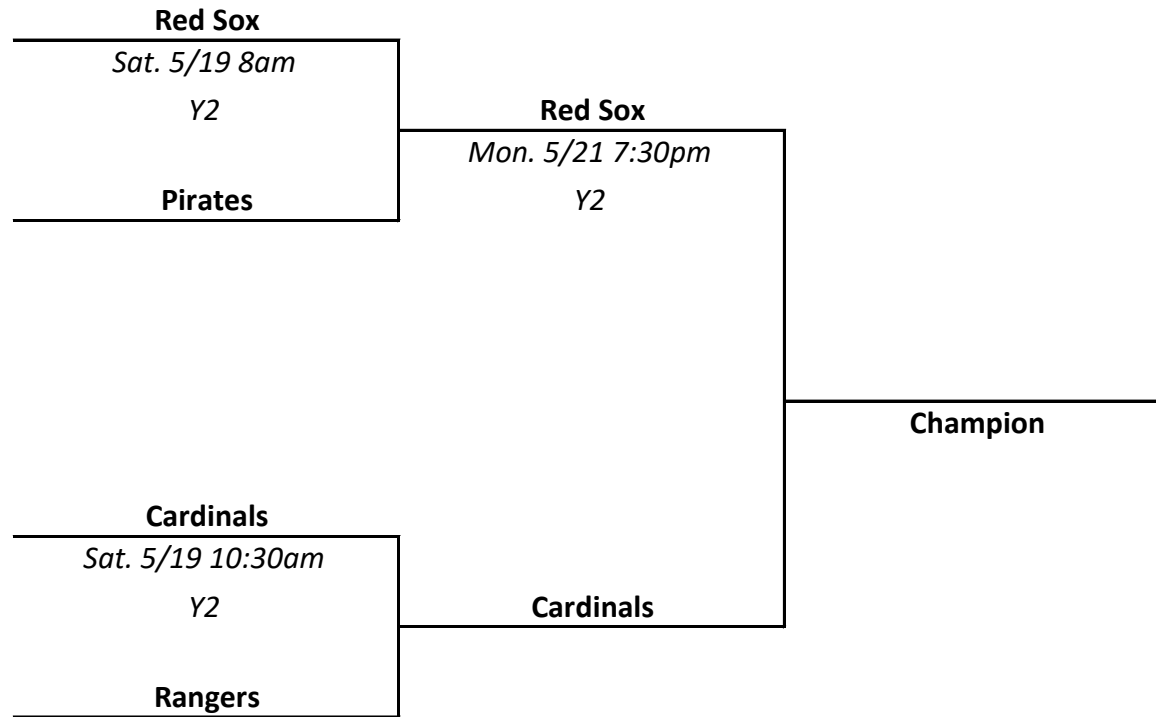 Red Sox
Sat. 5/19 8am
Y2
Red Sox
Mon. 5/21 7:30pm
Pirates
Y2
Champion
Cardinals
Sat. 5/19 10:30am
Y2
Cardinals
Rangers